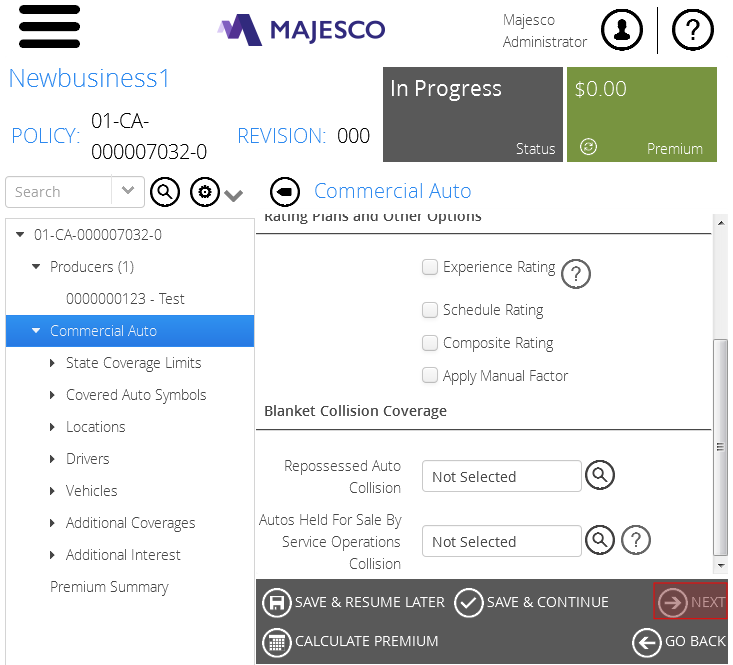 MAJESCO
Majesco
Administrator
?
Newbusiness1
POLICY:
01-CA-
000007032-0
REVISION: 000
In Progress
Status
$0.00
Premium
Search
Commercial Auto
01-CA-000007032-0
Producers (1)
0000000123 - Test
Commercial Auto
State Coverage Limits
Covered Auto Symbols
Locations
Drivers
Vehicles
Additional Coverages
Additional Interest
Premium Summary
Rating Plans and Other Options
Experience Rating ?
Schedule Rating
Composite Rating
Apply Manual Factor
Blanket Collision Coverage
Repossessed Auto
Collision
Not Selected
Autos Held For Sale By
Service Operations
Collision
Not Selected ?
SAVE & RESUME LATER SAVE & CONTINUE NEXT
CALCULATE PREMIUM GO BACK